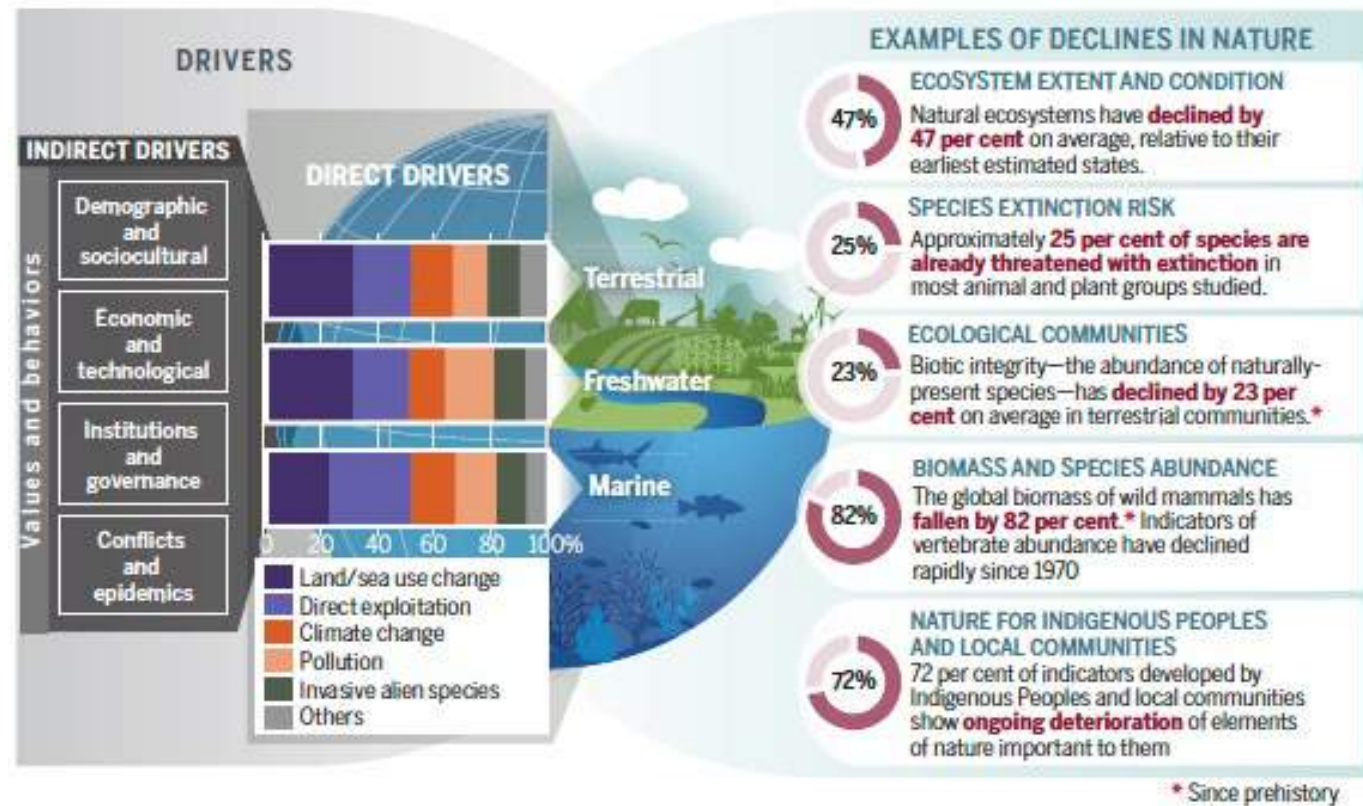 DRIVERS
INDIRECT DRIVERS
Values and behaviors
Demographic
and
sociocultural
Economic
and
technological
Institutions
and
governance
Conflicts
and
epidemics
DIRECT DRIVERS
Terrestrial
Freshwater
Marine
0 20 40 60 80 100%
Land/sea use change
Direct exploitation
Climate change
Pollution
Invasive alien species
Others
EXAMPLES OF DECLINES IN NATURE
47%
ECOSYSTEM EXTENT AND CONDITION
Natural ecosystems have declined by
47 per cent on average, relative to their
earliest estimated states.
25%
SPECIES EXTINCTION RISK
Approximately 25 per cent of species are
already threatened with extinction in
most animal and plant groups studied.
23%
ECOLOGICAL COMMUNITIES
Biotic integrity—the abundance of naturally-
present species—has declined by 23 per
cent on average in terrestrial communities.*
82%
BIOMASS AND SPECIES ABUNDANCE
The global biomass of wild mammals has
fallen by 82 per cent.* Indicators of
vertebrate abundance have declined
rapidly since 1970
72%
NATURE FOR INDIGENOUS PEOPLES
AND LOCAL COMMUNITIES
72 per cent of indicators developed by
Indigenous Peoples and local communities
show ongoing deterioration of elements
of nature important to them
* Since prehistory